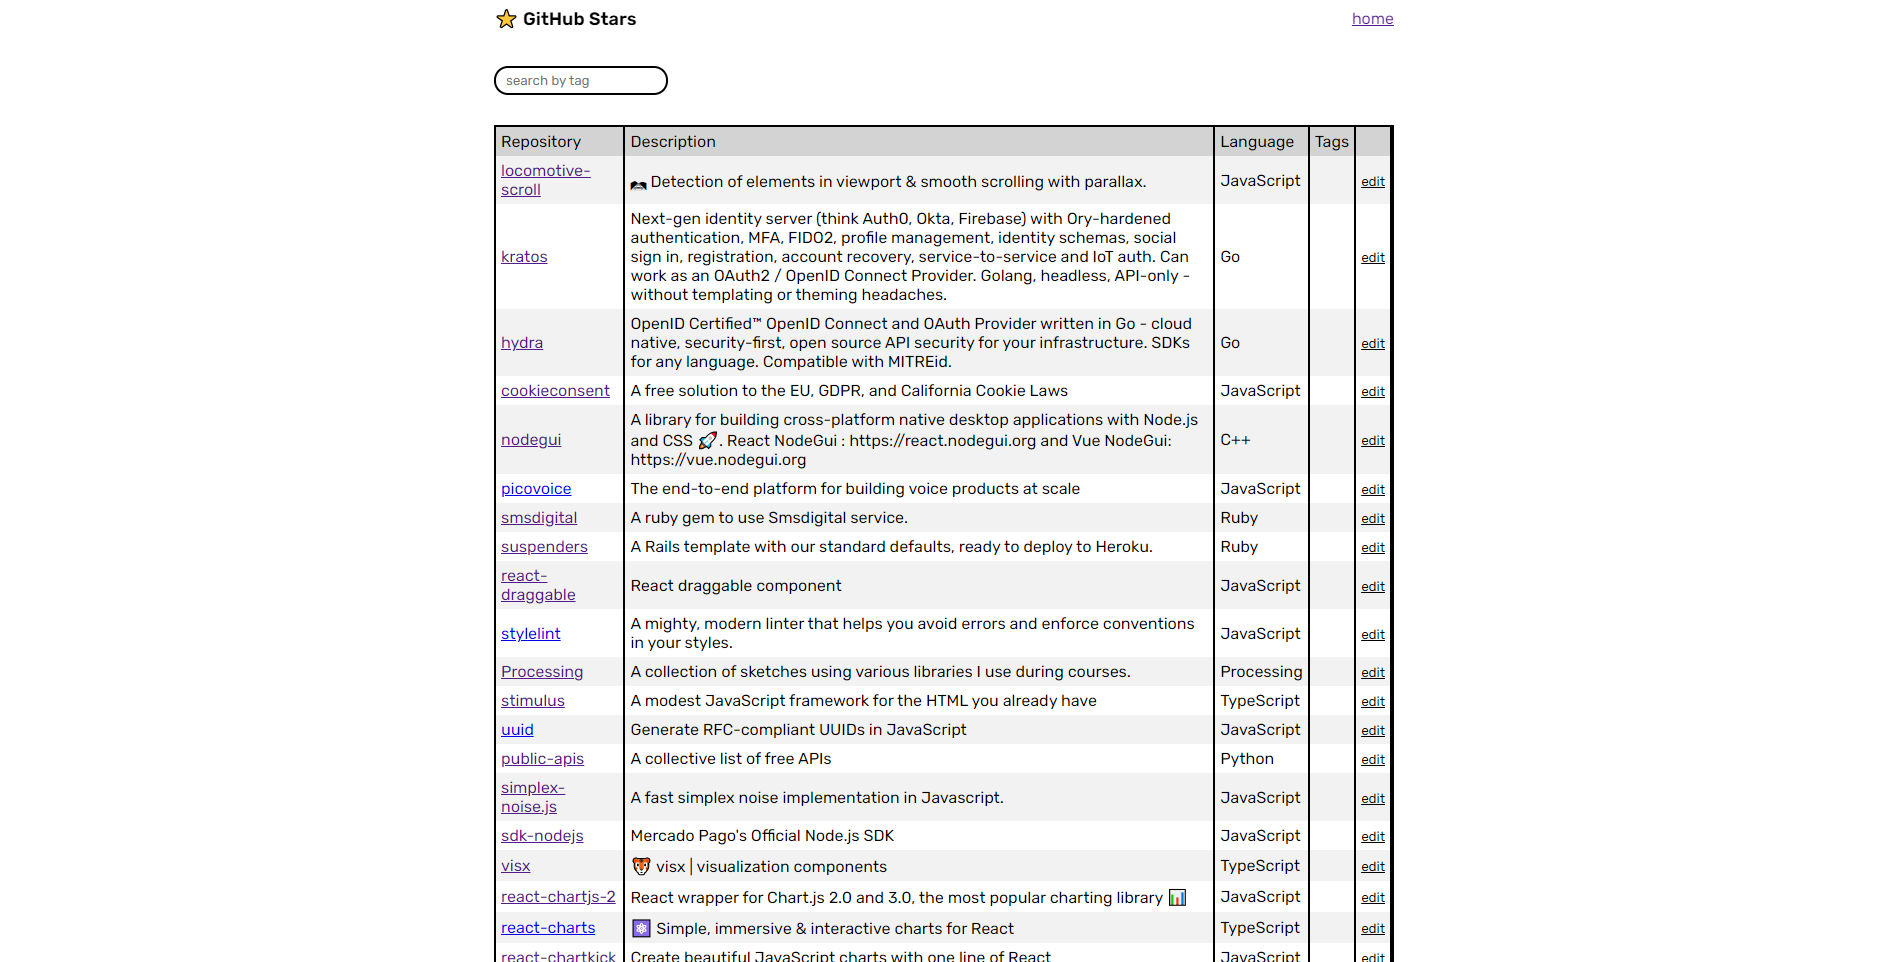 ⭐ GitHub Stars
home
search by tag
Repository Description Language Tags
locomotive-
scroll
🛤 Detection of elements in viewport & smooth scrolling with parallax. JavaScript edit
Next-gen identity server (think Auth0, Okta, Firebase) with Ory-hardened
authentication, MFA, FIDO2, profile management, identity schemas, social
kratos sign in, registration, account recovery, service-to-service and IoT auth. Can Go edit
work as an OAuth2 / OpenID Connect Provider. Golang, headless, API-only -
without templating or theming headaches.
OpenID Certified™ OpenID Connect and OAuth Provider written in Go - cloud
hydra native, security-first, open source API security for your infrastructure. SDKs Go edit
for any language. Compatible with MITREid.
cookieconsent A free solution to the EU, GDPR, and California Cookie Laws JavaScript edit
A library for building cross-platform native desktop applications with Node.js
nodegui and CSS 🚀. React NodeGui : https://react.nodegui.org and Vue NodeGui: C++ edit
https://vue.nodegui.org
picovoice The end-to-end platform for building voice products at scale JavaScript edit
smsdigital A ruby gem to use Smsdigital service. Ruby edit
suspenders A Rails template with our standard defaults, ready to deploy to Heroku. Ruby edit
react-
draggable
React draggable component JavaScript edit
stylelint A mighty, modern linter that helps you avoid errors and enforce conventions JavaScript edit
in your styles.
Processing A collection of sketches using various libraries I use during courses. Processing edit
stimulus A modest JavaScript framework for the HTML you already have TypeScript edit
uuid Generate RFC-compliant UUIDs in JavaScript JavaScript edit
public-apis A collective list of free APIs Python edit
simplex-
noise.js
A fast simplex noise implementation in Javascript. JavaScript edit
sdk-nodejs Mercado Pago's Official Node.js SDK JavaScript edit
visx 🐯 visx | visualization components TypeScript edit
react-chartjs-2 React wrapper for Chart.js 2.0 and 3.0, the most popular charting library 📊 JavaScript edit
react-charts ⚛️ Simple, immersive & interactive charts for React TypeScript edit
react-chartkick Create beautiful JavaScript charts with one line of React JavaScript edit